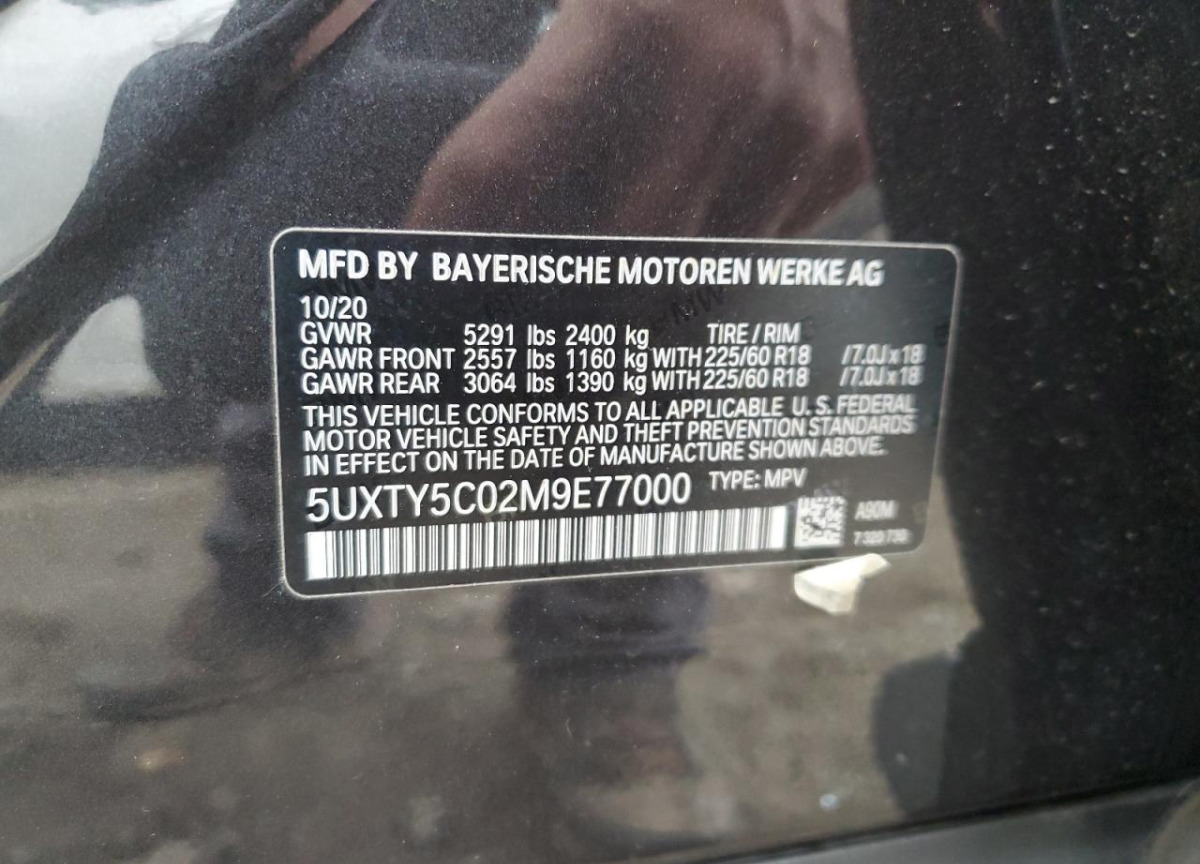 MFD BY BAYERISCHE MOTOREN WERKE AG
10/20
GVWR 5291 lbs 2400 kg TIRE / RIM
GAWR FRONT 2557 lbs 1160 kg WITH 225/60 R18 /7.0J x 18
GAWR REAR 3064 lbs 1390 kg WITH 225/60 R18 /7.0J x 18
THIS VEHICLE CONFORMS TO ALL APPLICABLE U. S. FEDERAL
MOTOR VEHICLE SAFETY AND THEFT PREVENTION STANDARDS
IN EFFECT ON THE DATE OF MANUFACTURE SHOWN ABOVE.
5UXTY5C02M9E77000 TYPE: MPV
A90M